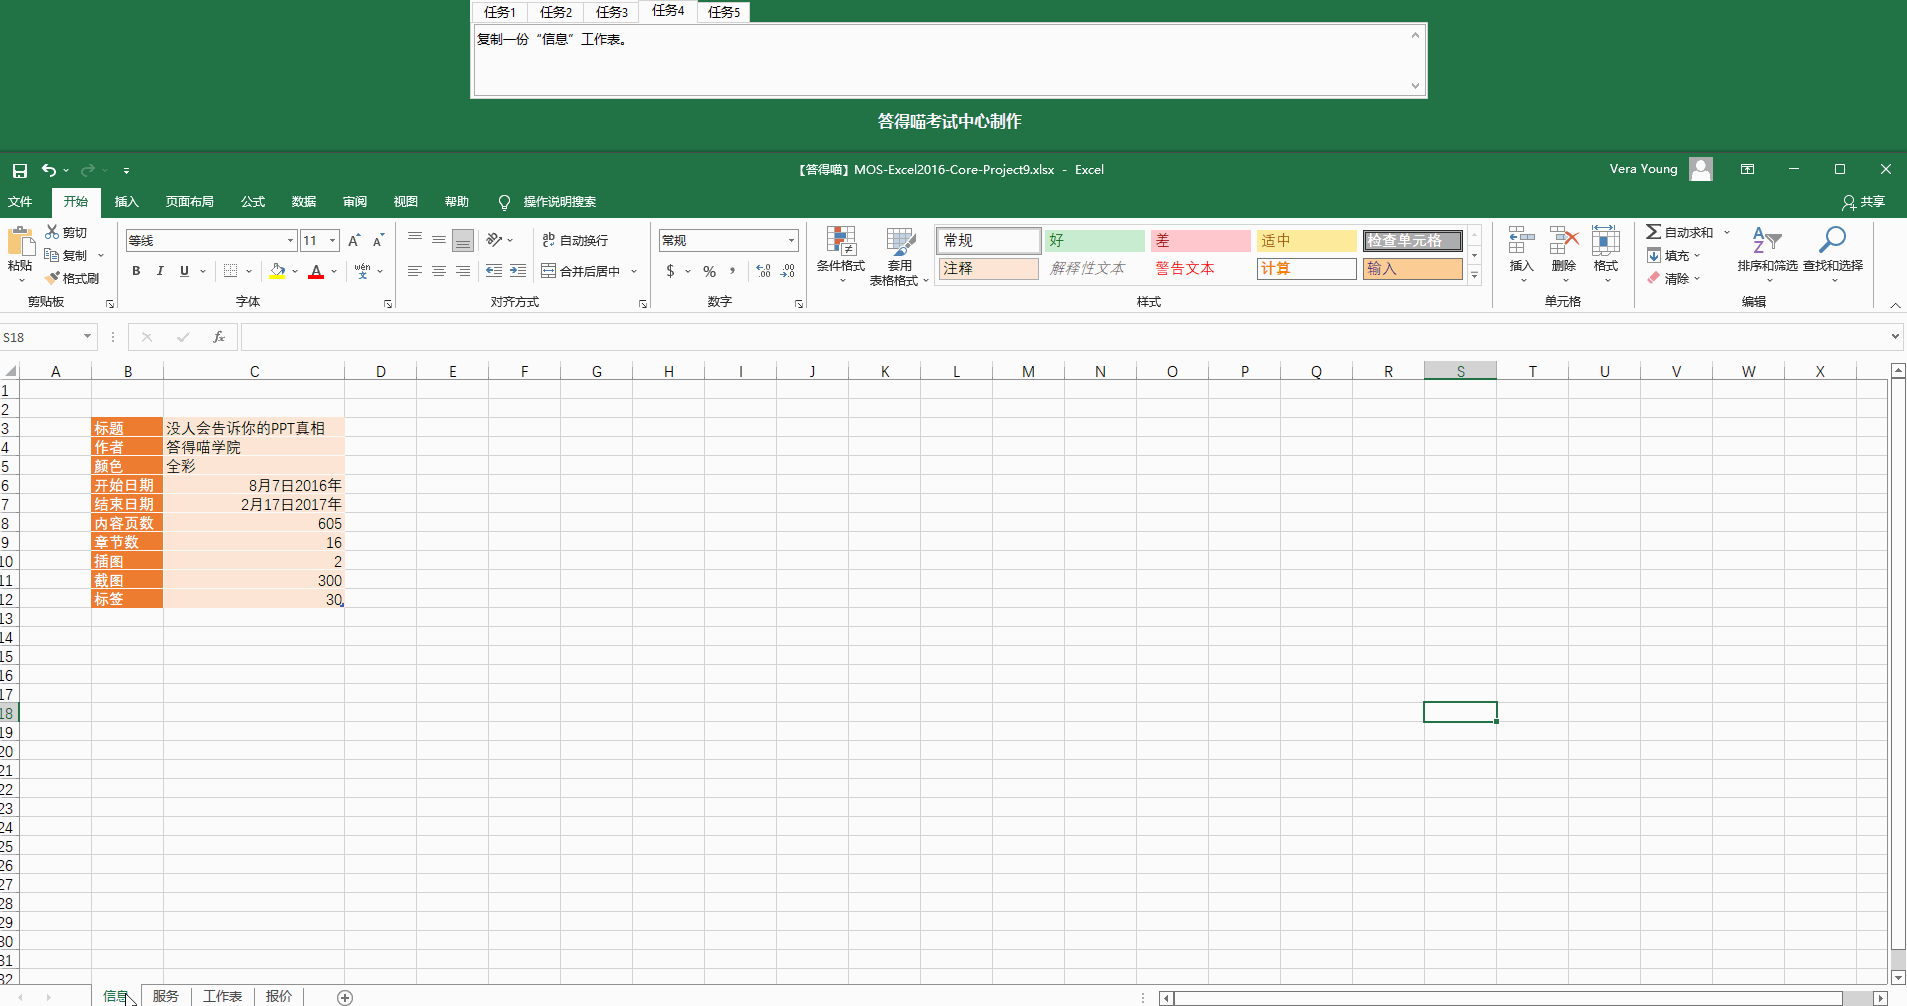 任务1 任务2 任务3 任务4 任务5
复制一份“信息”工作表。
答得喵考试中心制作
【答得喵】MOS-Excel2016-Core-Project9.xlsx - Excel
Vera Young
文件 开始 插入 页面布局 公式 数据 审阅 视图 帮助 操作说明搜索 共享
粘贴 剪切 复制 格式刷 剪贴板
等线 11 A A B I U A wén 文 字体
ab c 自动换行 合并后居中 对齐方式
常规 $ % , .00 .00 数字
条件格式 套用 表格格式
常规 好 差 适中 检查单元格
注释 解释性文本 警告文本 计算 输入
样式
插入 删除 格式 单元格
自动求和 填充 清除 排序和筛选 查找和选择 编辑
S18 fx
A B C D E F G H I J K L M N O P Q R S T U V W X
1
2
3 标题 没人会告诉你的PPT真相
4 作者 答得喵学院
5 颜色 全彩
6 开始日期 8月7日2016年
7 结束日期 2月17日2017年
8 内容页数 605
9 章节数 16
10 插图 2
11 截图 300
12 标签 30
13
14
15
16
17
18
19
20
21
22
23
24
25
26
27
28
29
30
31
32
信息 服务 工作表 报价